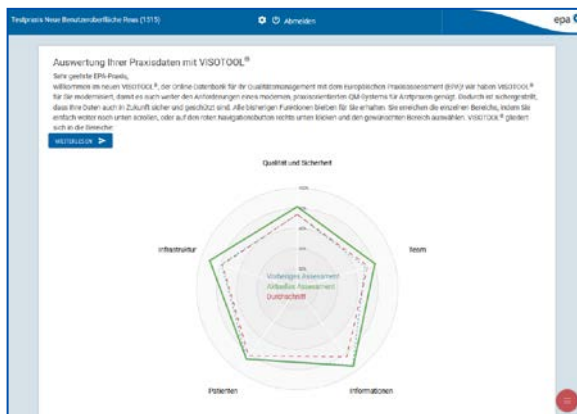 Testpraxis Neue Benutzeroberfläche Rous (1515)
Abmelden
epa
Auswertung Ihrer Praxisdaten mit VISOTOOL®
Sehr geehrte EPA-Praxis,
willkommen im neuen VISOTOOL®, der Online Datenbank für Ihr Qualitätsmanagement mit dem Europäischen Praxisassessment (EPA)! Wir haben VISOTOOL®
für Sie modernisiert, damit es auch weiter den Anforderungen eines modernen, praxisorientierten QM-Systems für Arztpraxen genügt. Dadurch ist sichergestellt,
dass Ihre Daten auch in Zukunft sicher und geschützt sind. Alle bisherigen Funktionen bleiben für Sie erhalten. Sie erreichen die einzelnen Bereiche, indem Sie
einfach weiter nach unten scrollen, oder auf den roten Navigationsbutton rechts unten klicken und den gewünschten Bereich auswählen. VISOTOOL® gliedert
sich in die Bereiche:
WEITERLESEN
Qualität und Sicherheit
100%
Infrastruktur
Team
Vorheriges Assessment
Aktuelles Assessment
Durchschnitt
Patienten
Informationen